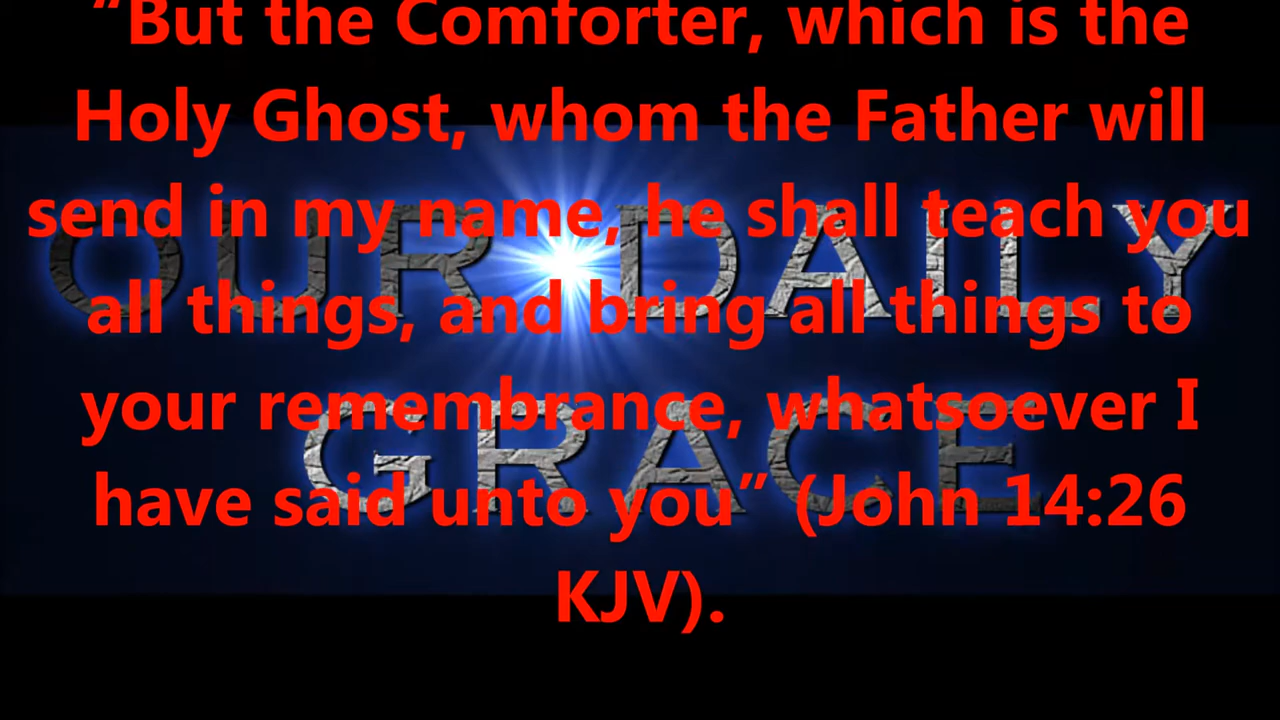 “But the Comforter, which is the
Holy Ghost, whom the Father will
send in my name, he shall teach you
all things, and bring all things to
your remembrance, whatsoever I
have said unto you” (John 14:26
KJV).
OUR DAILY
GRACE